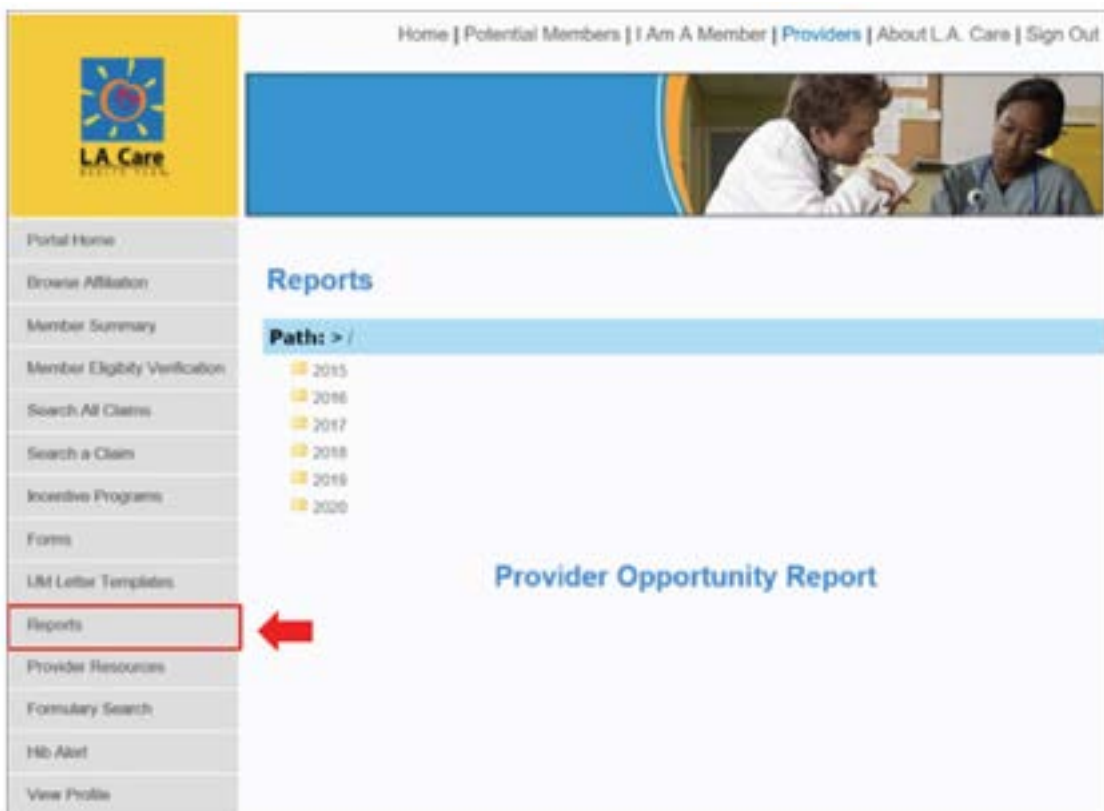 Home | Potential Members | I Am A Member | Providers | About L.A. Care | Sign Out
L.A. Care
HEALTH PLAN
Portal Home
Browse Affiliation
Member Summary
Member Eligibity Verification
Search All Claims
Search a Claim
Incentive Programs
Forms
UM Letter Templates
Reports
Provider Resources
Formulary Search
Hib Alert
View Profile
Reports
Path: > /
2015
2016
2017
2018
2019
2020
Provider Opportunity Report